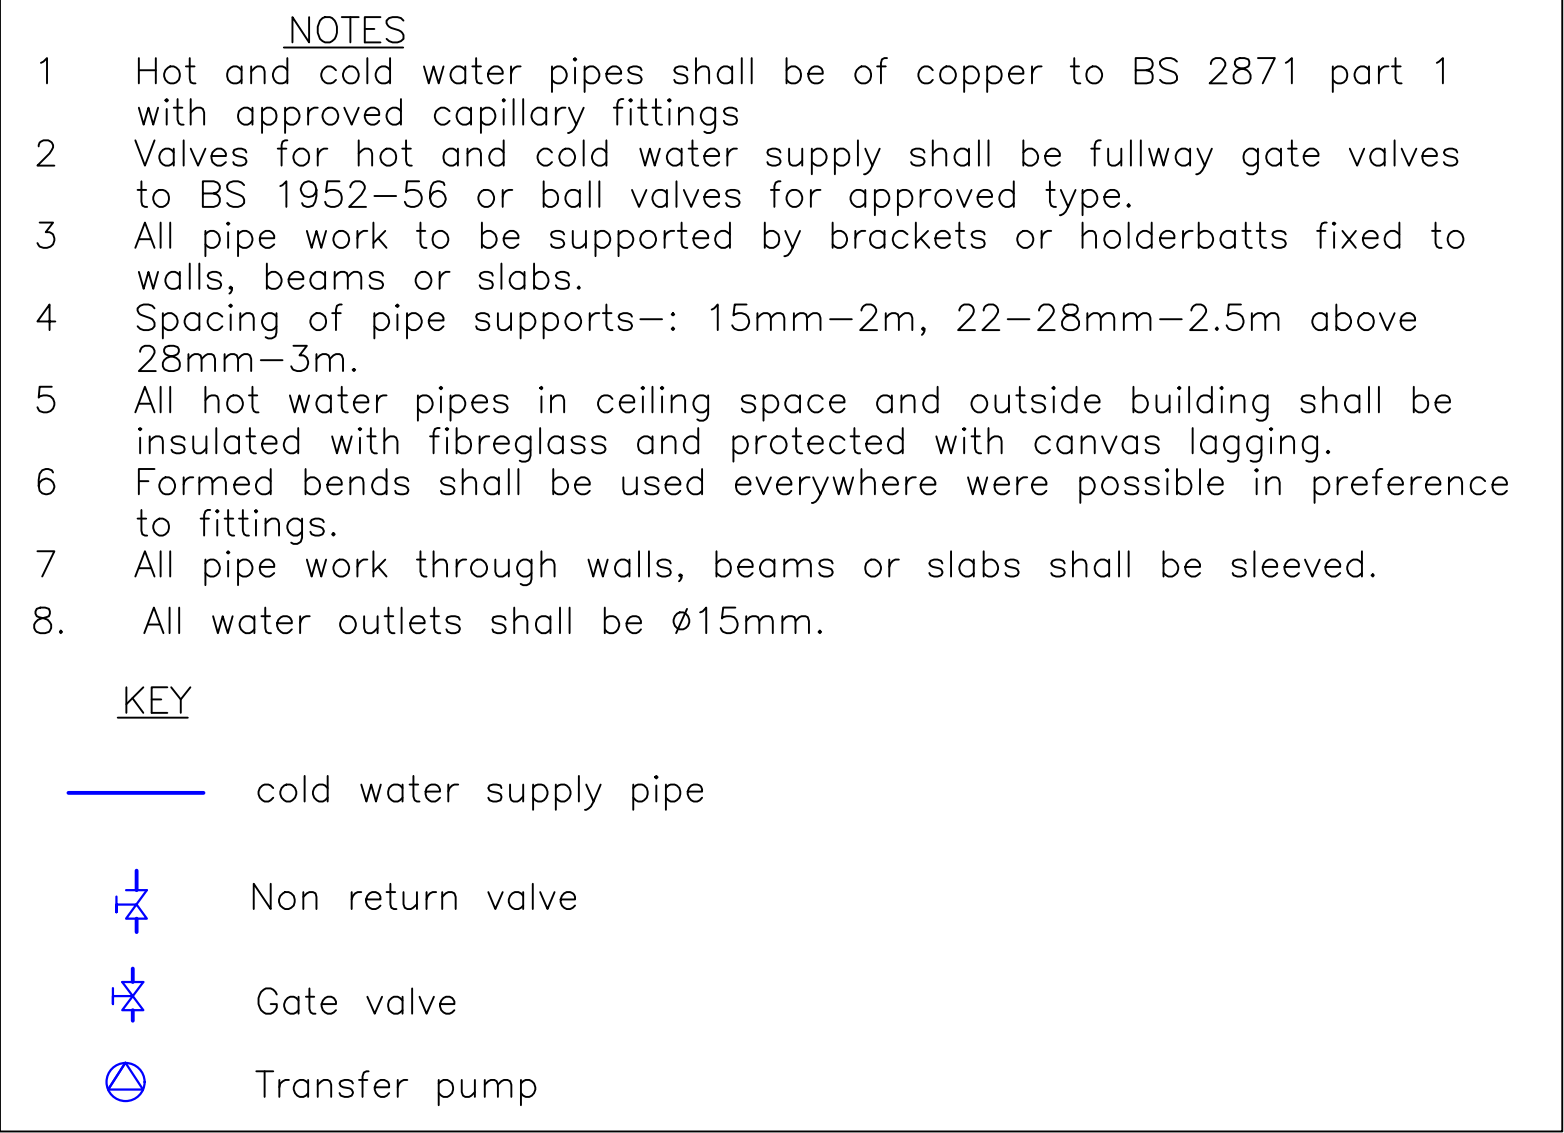 NOTES
1 Hot and cold water pipes shall be of copper to BS 2871 part 1
with approved capillary fittings
2 Valves for hot and cold water supply shall be fullway gate valves
to BS 1952-56 or ball valves for approved type.
3 All pipe work to be supported by brackets or holderbatts fixed to
walls, beams or slabs.
4 Spacing of pipe supports-: 15mm-2m, 22-28mm-2.5m above
28mm-3m.
5 All hot water pipes in ceiling space and outside building shall be
insulated with fibreglass and protected with canvas lagging.
6 Formed bends shall be used everywhere were possible in preference
to fittings.
7 All pipe work through walls, beams or slabs shall be sleeved.
8. All water outlets shall be ø15mm.
KEY
cold water supply pipe
Non return valve
Gate valve
Transfer pump